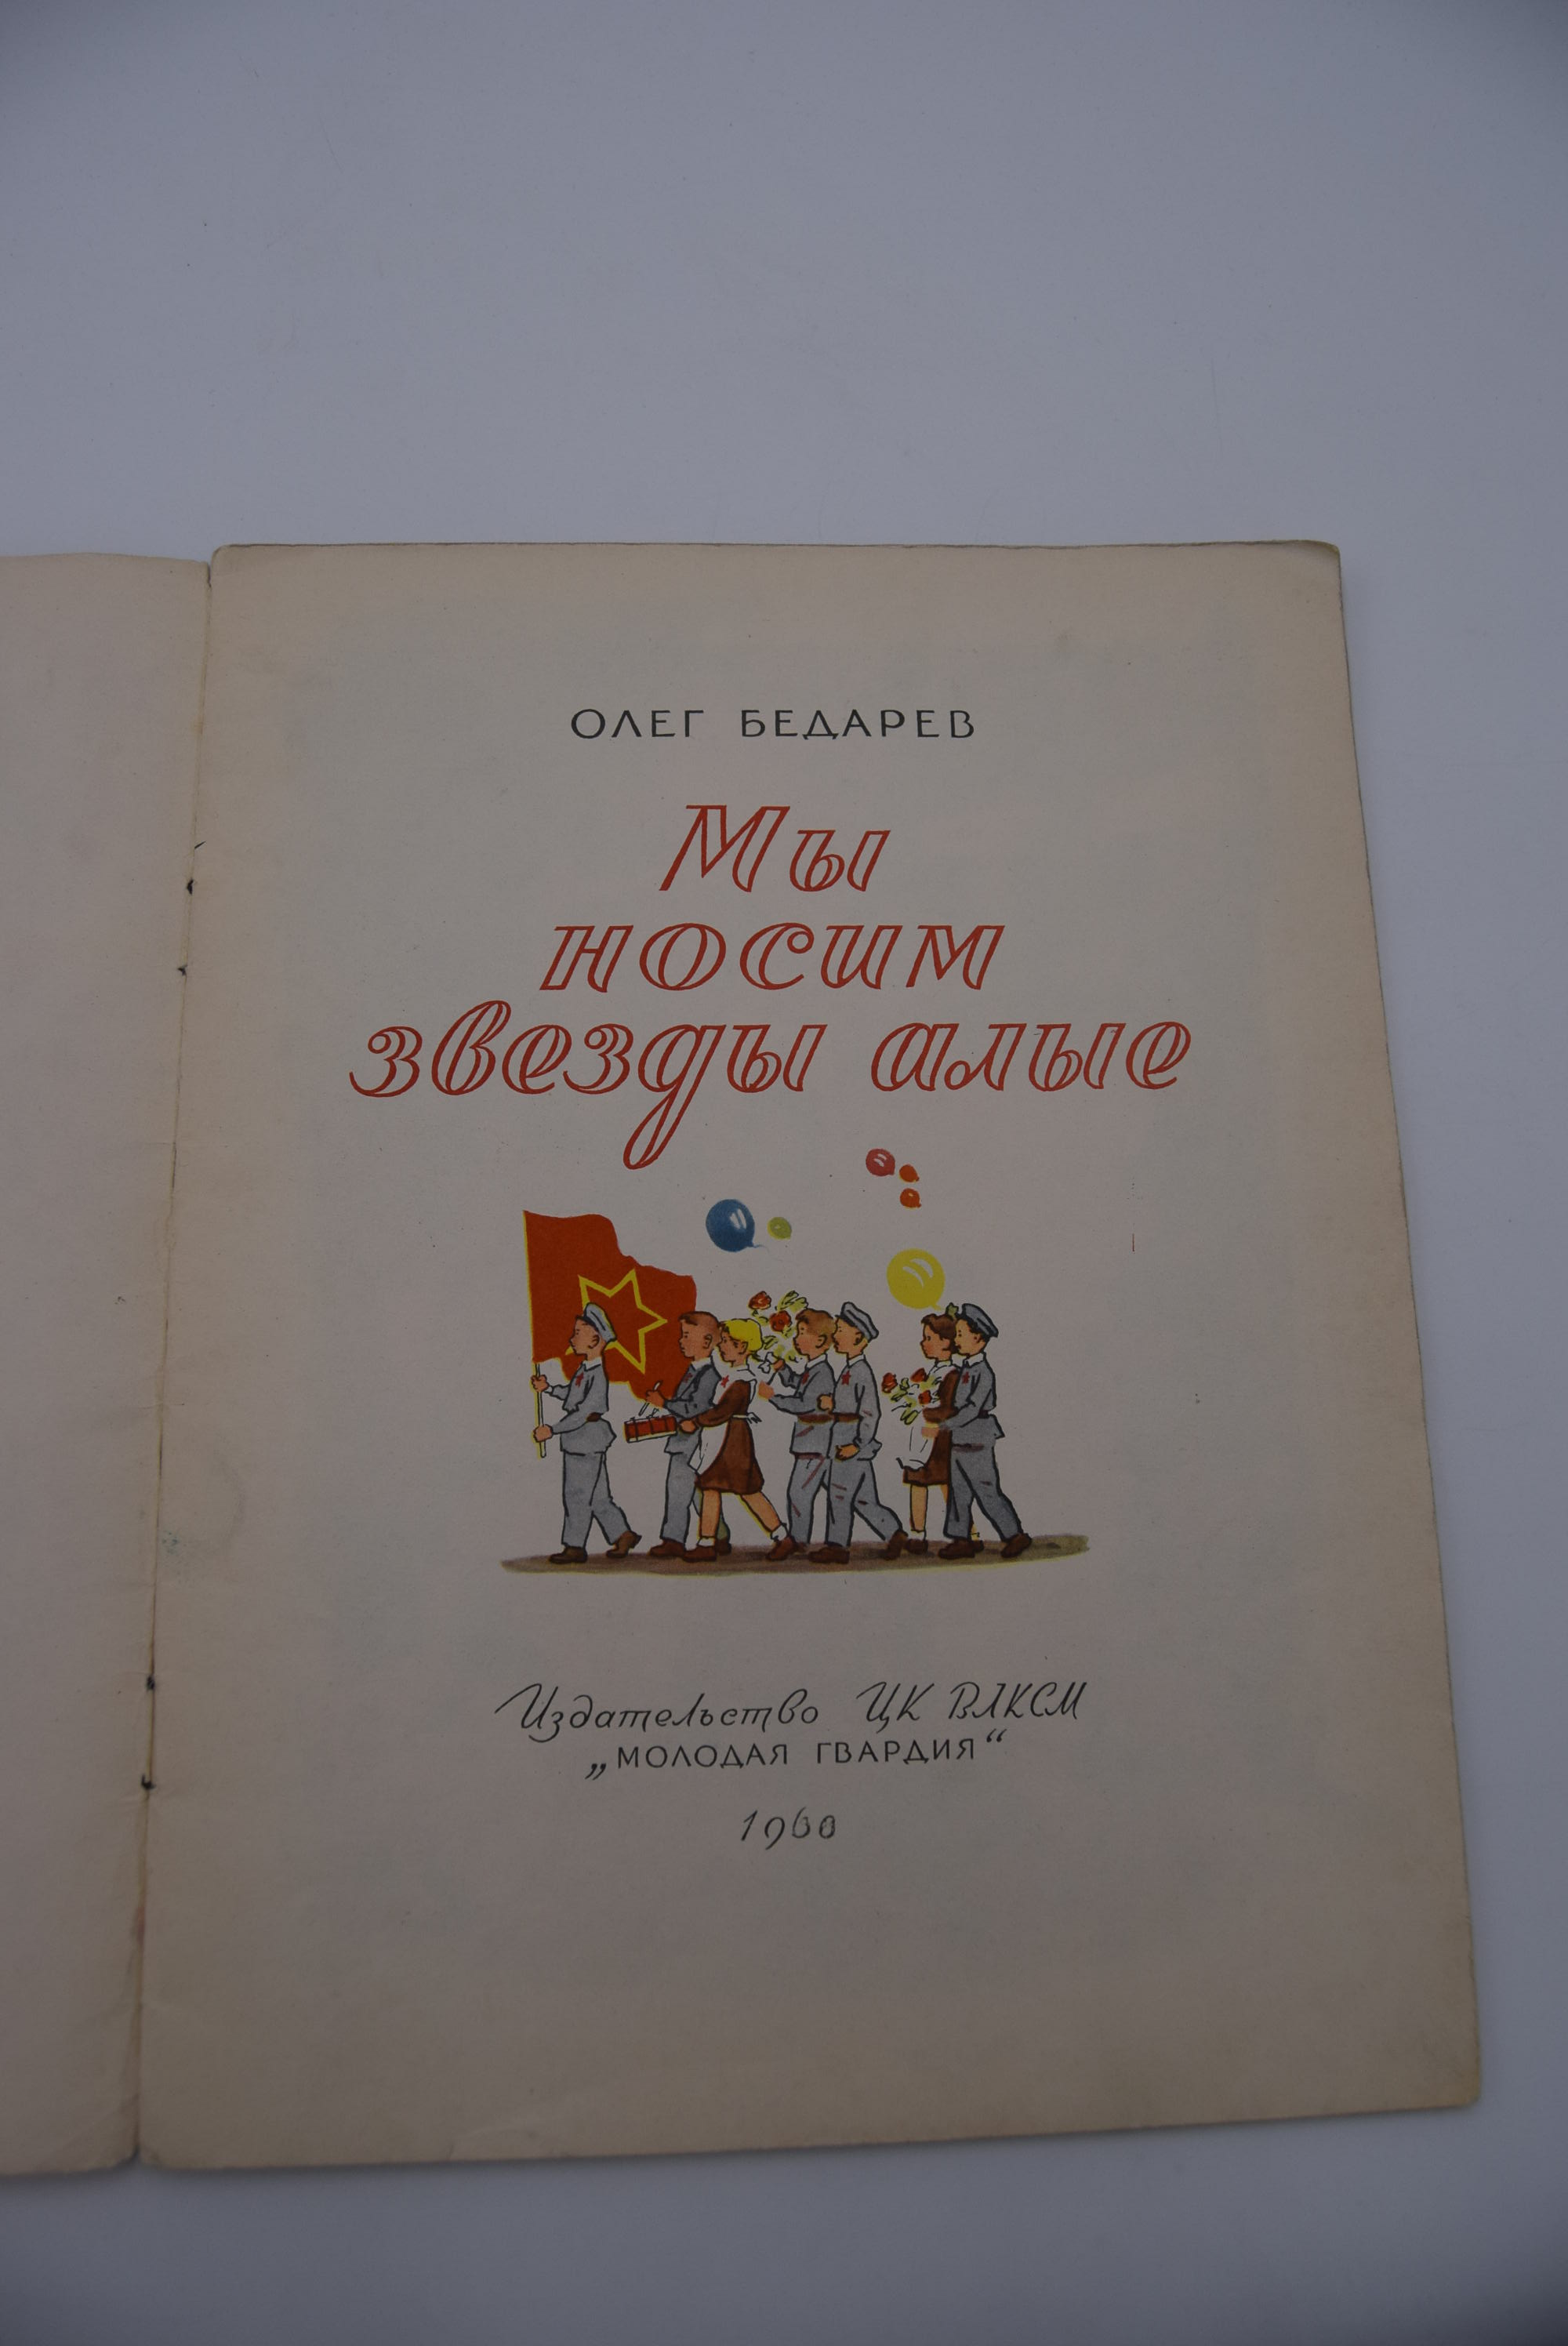 ОЛЕГ БЕДАРЕВ
Мы
носим
звезды алые
Издательство ЦК ВЛКСМ
„МОЛОДАЯ ГВАРДИЯ“
1960